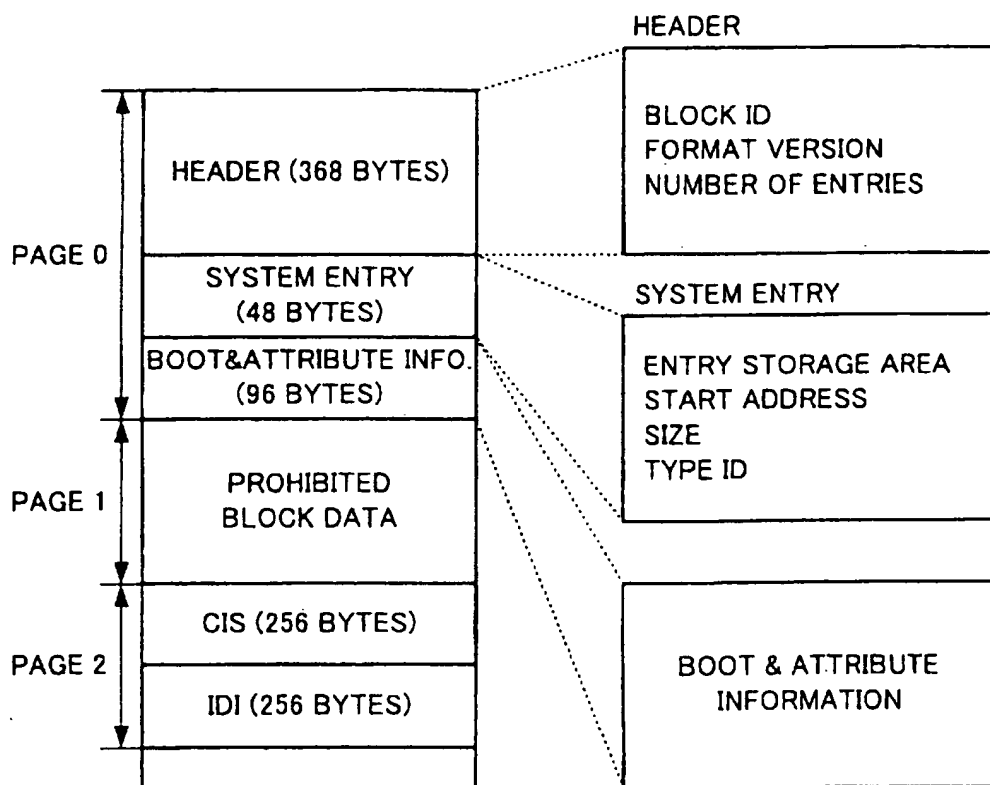 PAGE 0
HEADER (368 BYTES)
SYSTEM ENTRY
(48 BYTES)
BOOT&ATTRIBUTE INFO.
(96 BYTES)
PAGE 1
PROHIBITED
BLOCK DATA
PAGE 2
CIS (256 BYTES)
IDI (256 BYTES)
HEADER
BLOCK ID
FORMAT VERSION
NUMBER OF ENTRIES
SYSTEM ENTRY
ENTRY STORAGE AREA
START ADDRESS
SIZE
TYPE ID
BOOT & ATTRIBUTE
INFORMATION